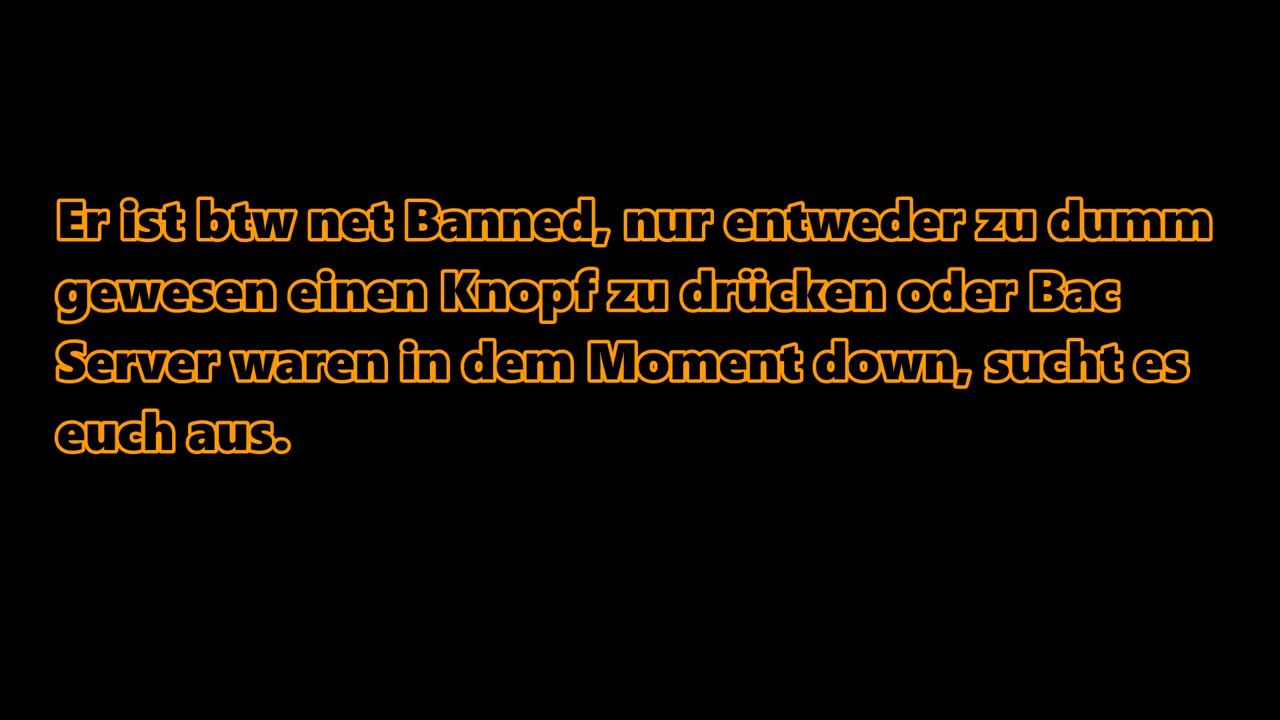 Er ist btw net Banned, nur entweder zu dumm
gewesen einen Knopf zu drücken oder Bac
Server waren in dem Moment down, sucht es
euch aus.